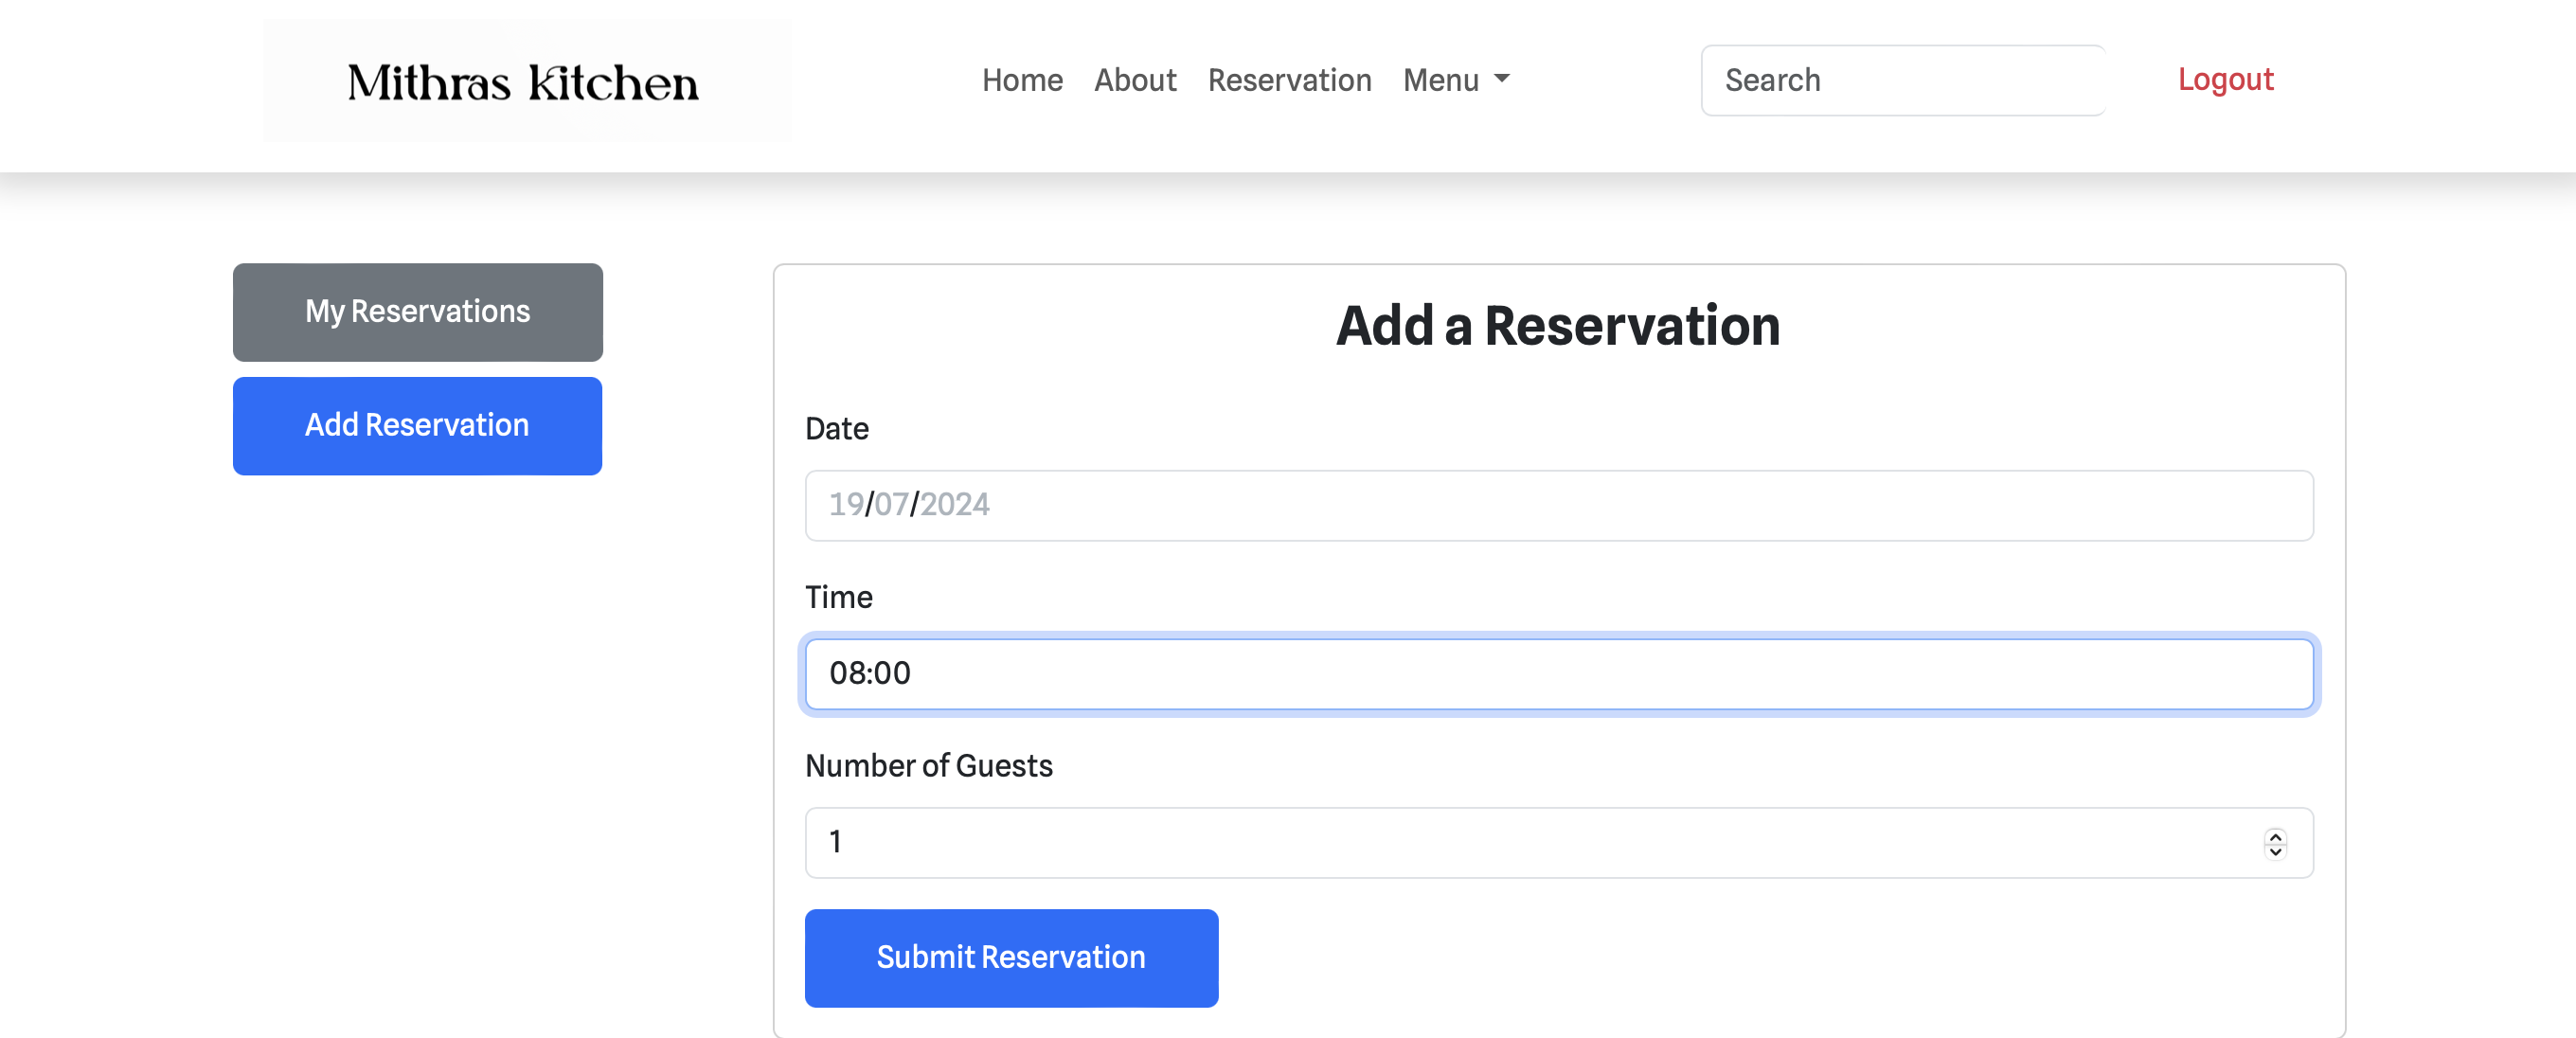 Mithras kitchen
Home About Reservation Menu
Search
Logout
My Reservations
Add Reservation
Add a Reservation
Date
19/07/2024
Time
08:00
Number of Guests
1
Submit Reservation